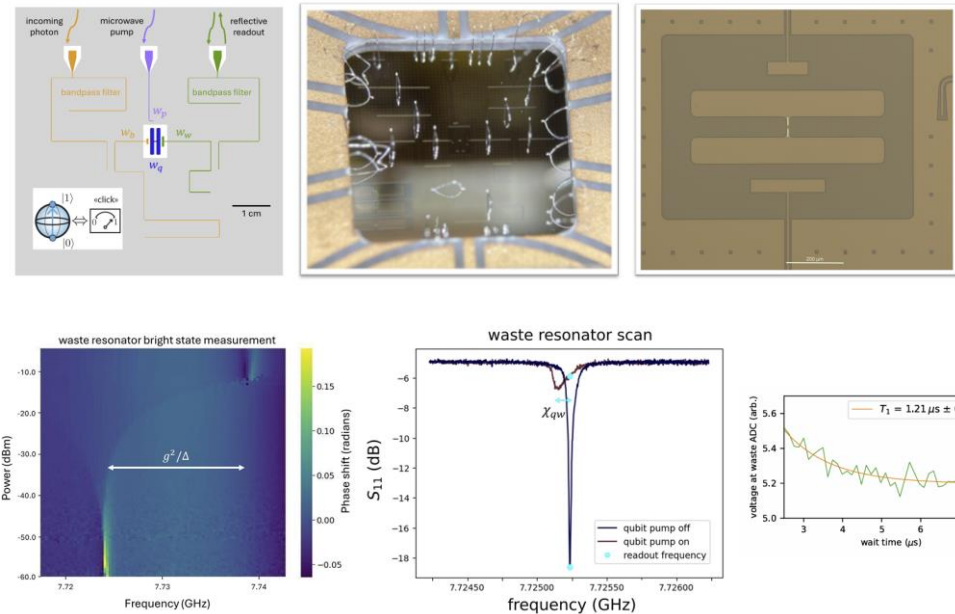 incoming photon
microwave pump
reflective readout
bandpass filter
bandpass filter
w_p
w_b
w_w
w_q
|1⟩
«click»
0 1
|0⟩
1 cm
200 µm
waste resonator bright state measurement
-10.0
-20.0
-30.0
-40.0
-50.0
-60.0
Power (dBm)
g²/Δ
7.72
7.73
7.74
Frequency (GHz)
0.15
0.10
0.05
0.00
-0.05
Phase shift (radians)
waste resonator scan
−6
−8
−10
−12
−14
−16
−18
S₁₁ (dB)
χ_qw
qubit pump off
qubit pump on
readout frequency
7.72450
7.72500
7.72550
7.72600
frequency (GHz)
voltage at waste ADC (arb.)
5.6
5.4
5.2
5.0
T₁ = 1.21 µs ±
3
4
5
6
wait time (µs)